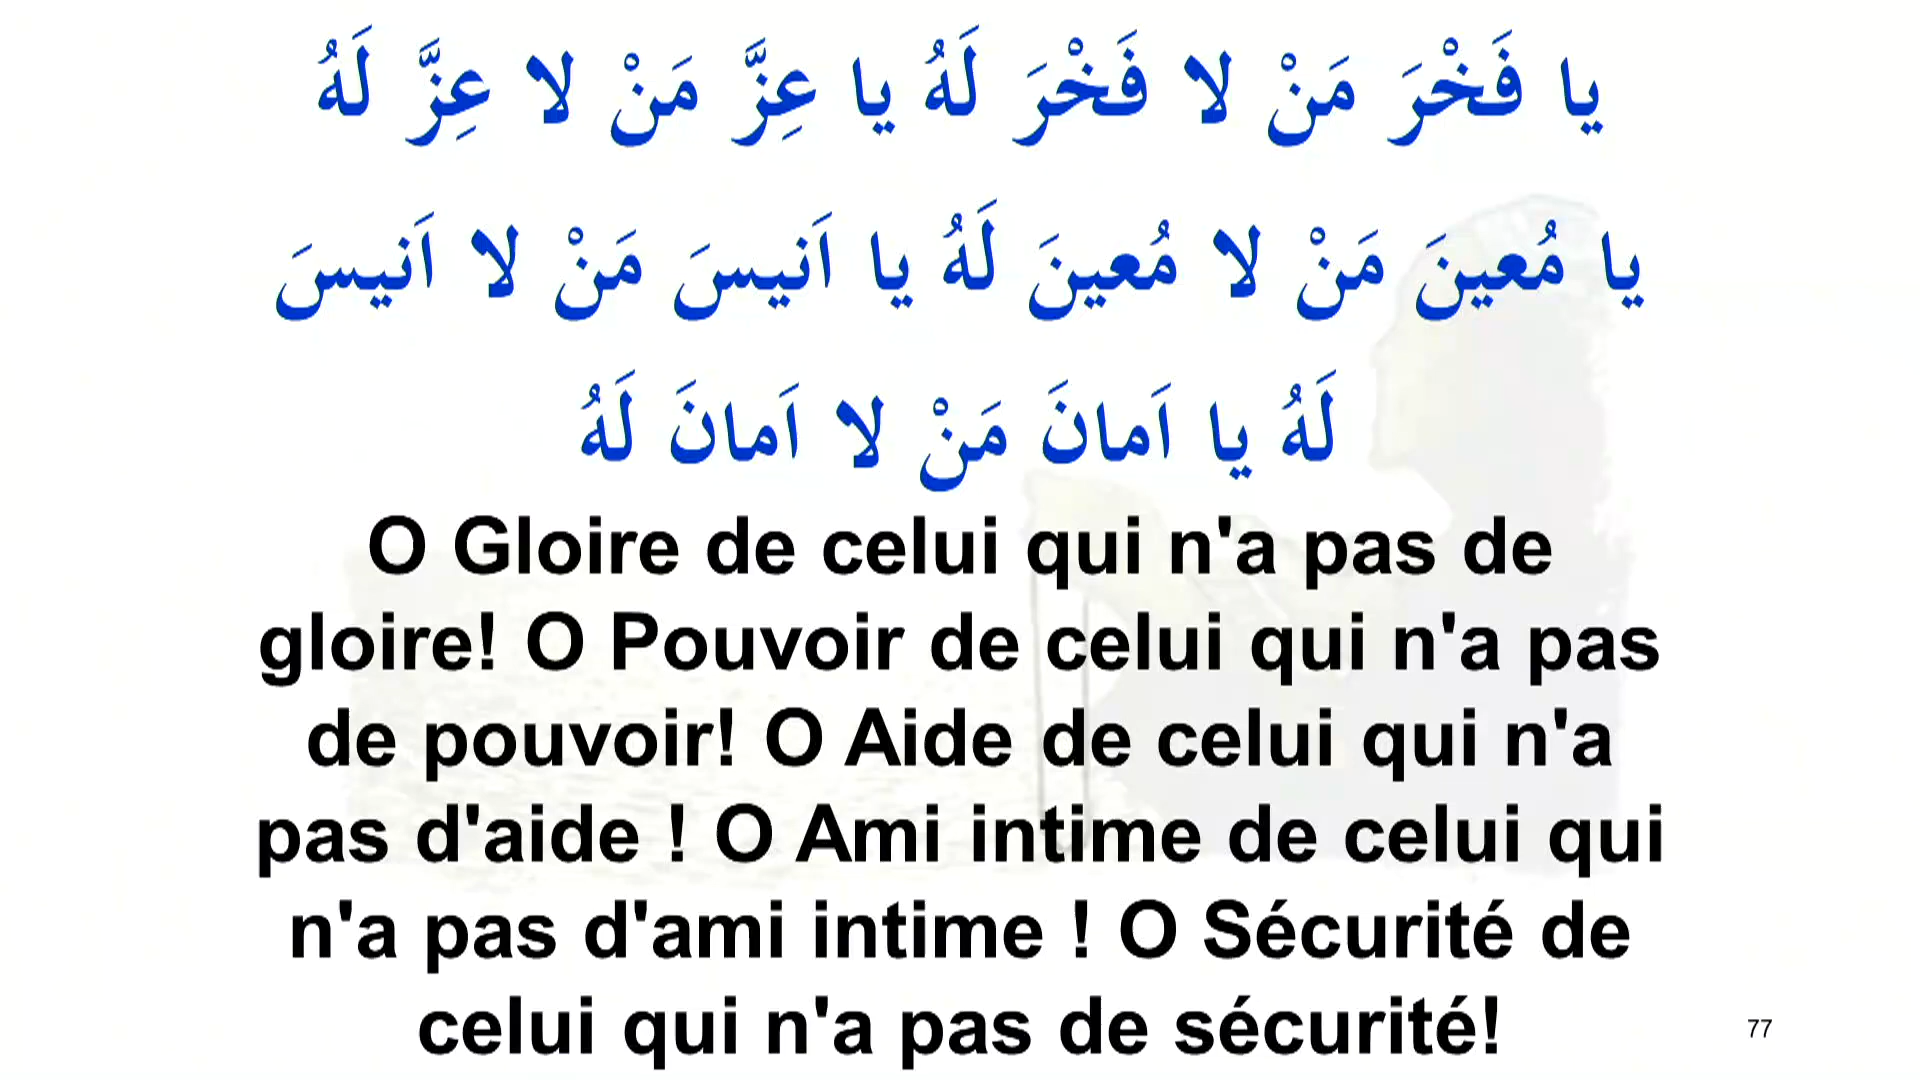 يا فَخْرَ مَنْ لا فَخْرَ لَهُ يا عِزَّ مَنْ لا عِزَّ لَهُ
يا مُعينَ مَنْ لا مُعينَ لَهُ يا اَنيسَ مَنْ لا اَنيسَ
لَهُ يا اَمانَ مَنْ لا اَمانَ لَهُ
O Gloire de celui qui n'a pas de
gloire! O Pouvoir de celui qui n'a pas
de pouvoir! O Aide de celui qui n'a
pas d'aide ! O Ami intime de celui qui
n'a pas d'ami intime ! O Sécurité de
celui qui n'a pas de sécurité!
77